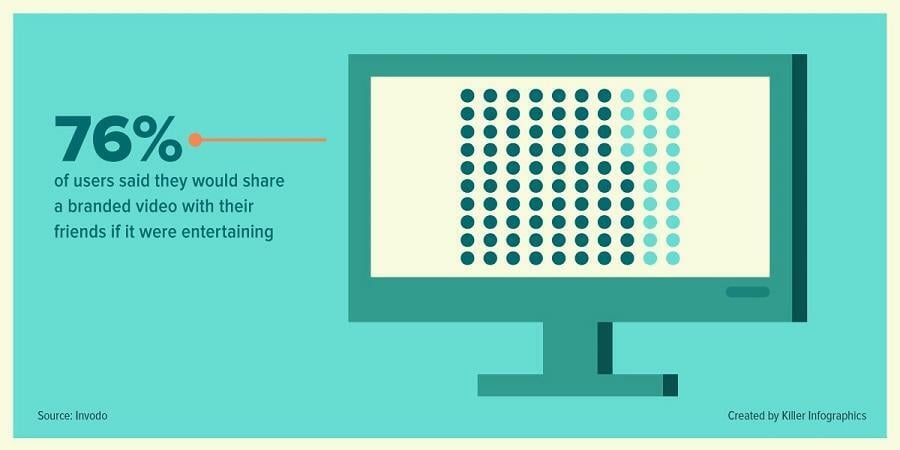 76%
of users said they would share
a branded video with their
friends if it were entertaining
Source: Invodo
Created by Killer Infographics